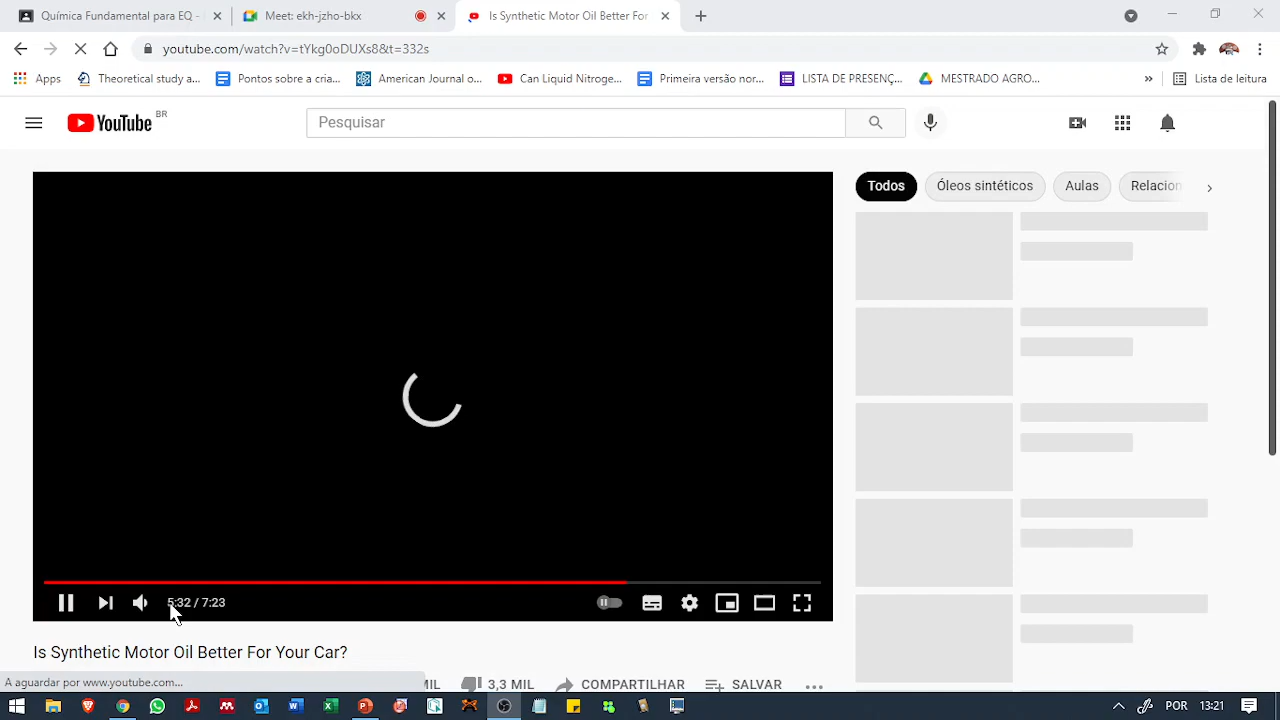 Química Fundamental para EQ -
Meet: ekh-jzho-bkx
Is Synthetic Motor Oil Better For
youtube.com/watch?v=tYkg0oDUXs8&t=332s
Apps
Theoretical study a...
Pontos sobre a cria...
American Journal o...
Can Liquid Nitroge...
Primeira versão nor...
LISTA DE PRESENÇ...
MESTRADO AGRO...
»
Lista de leitura
YouTube BR
Pesquisar
Todos
Óleos sintéticos
Aulas
Relacion
5:32 / 7:23
Is Synthetic Motor Oil Better For Your Car?
A aguardar por www.youtube.com...
MIL
3,3 MIL
COMPARTILHAR
SALVAR
POR
13:21